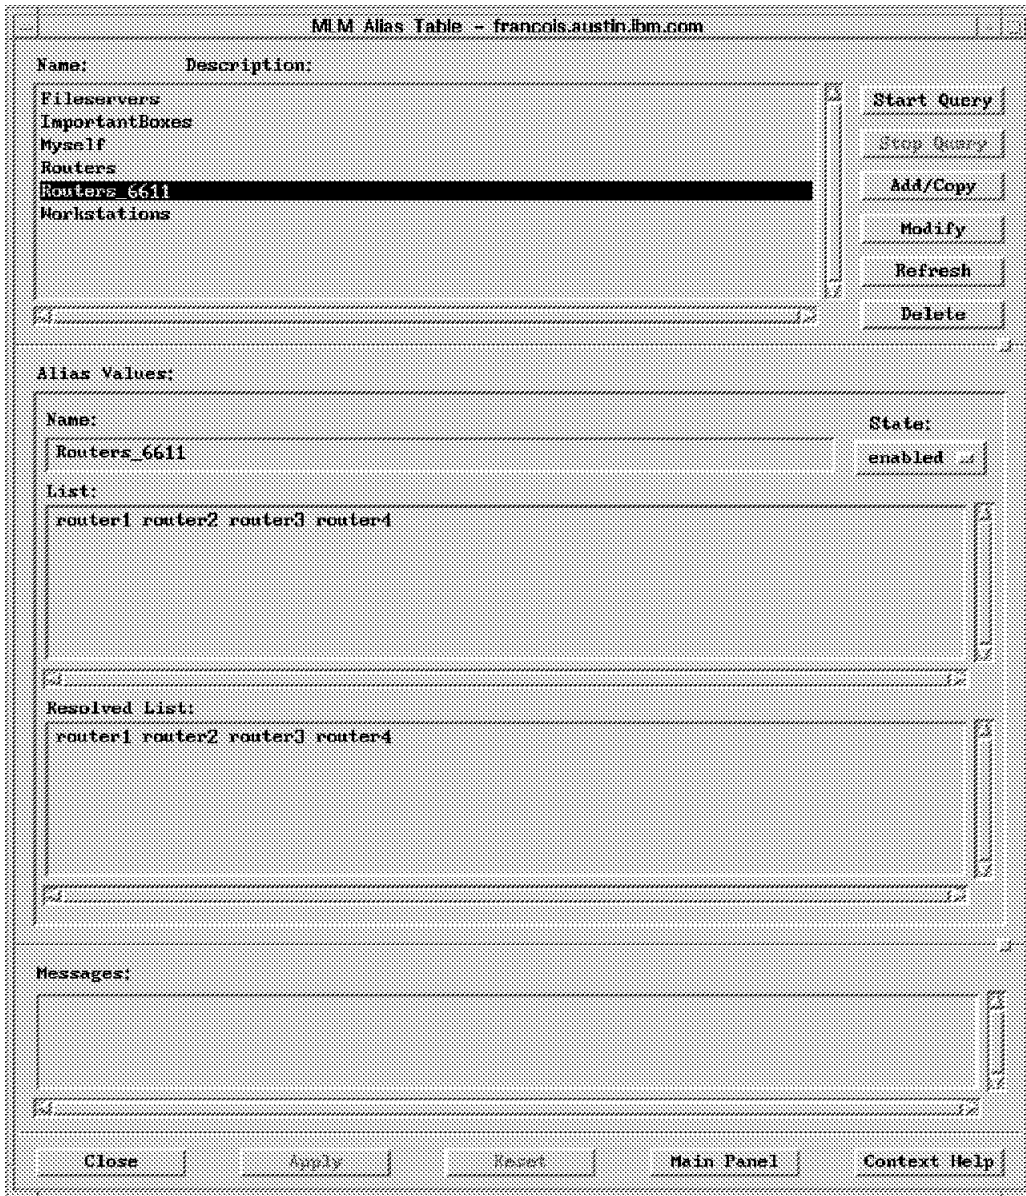 MLM Alias Table - francois.austin.ibm.com
Name: Description:
Fileservers
ImportantBoxes
Myself
Routers
Routers_6611
Workstations
Start Query
Stop Query
Add/Copy
Modify
Refresh
Delete
Alias Values:
Name:
Routers_6611
State:
enabled
List:
router1 router2 router3 router4
Resolved List:
router1 router2 router3 router4
Messages:
Close Apply Reset Main Panel Context Help